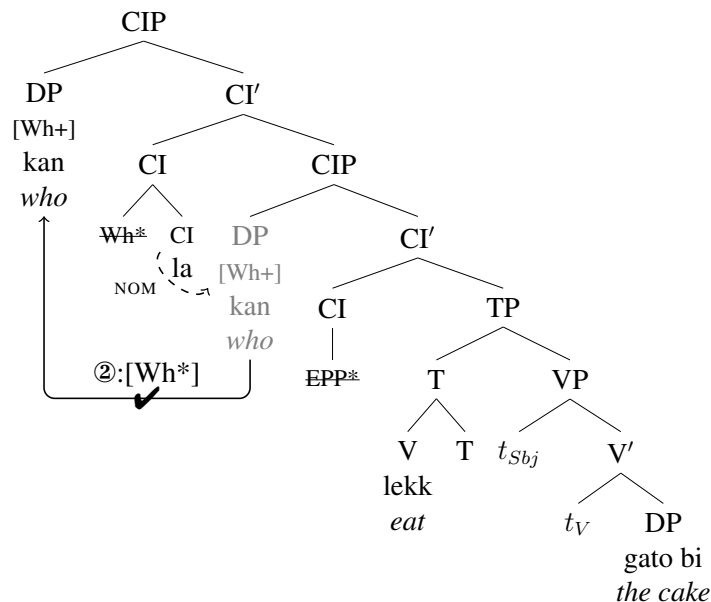 CIP
DP CI′
[Wh+]
kan CI CIP
who
Wh* CI DP CI′
la [Wh+]
NOM kan CI TP
who
②:[Wh*] EPP* T VP
✔
V T t_Sbj V′
lekk
eat t_V DP
gato bi
the cake